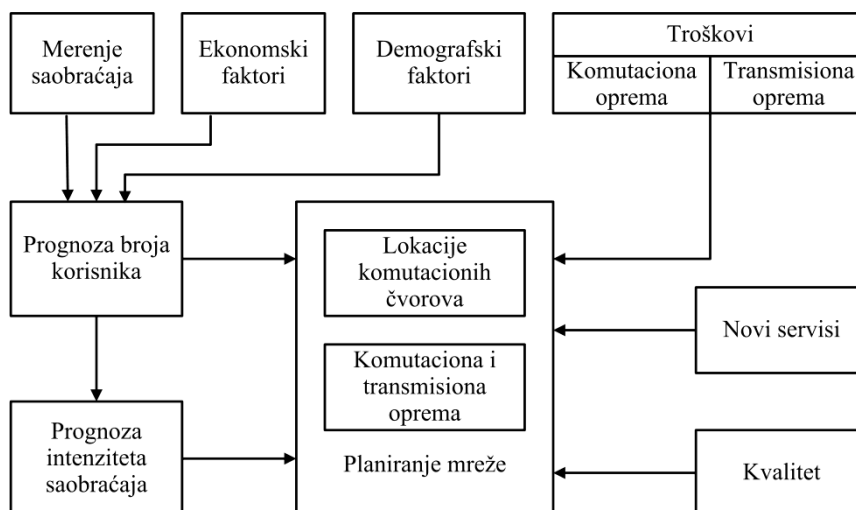 Merenje
saobraćaja
Ekonomski
faktori
Demografski
faktori
Troškovi
Komutaciona
oprema
Transmisiona
oprema
Prognoza broja
korisnika
Lokacije
komutacionih
čvorova
Novi servisi
Komutaciona i
transmisiona
oprema
Prognoza
intenziteta
saobraćaja
Planiranje mreže
Kvalitet